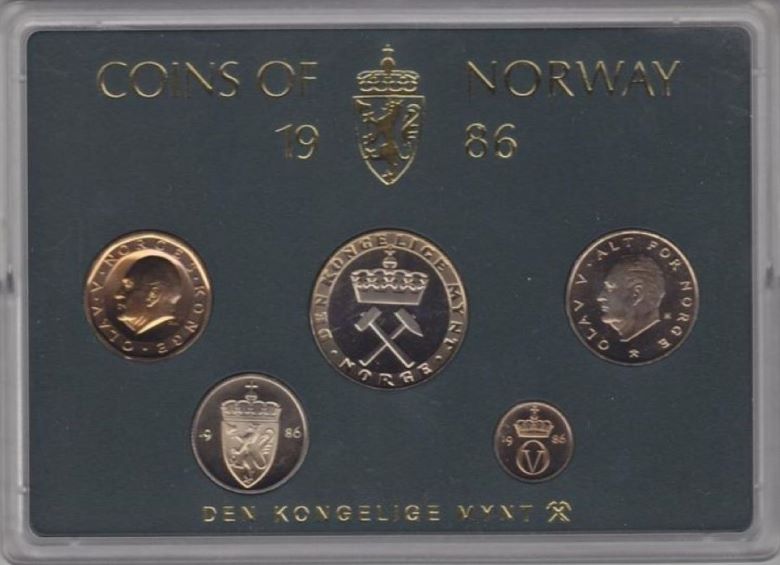 COINS OF NORWAY
19 86
OLAV·V·NORGES·KONGE
·DEN KONGELIGE MYNT·
NORGE
OLAV V·ALT FOR NORGE
K
19 86
19 86
V
DEN KONGELIGE MYNT